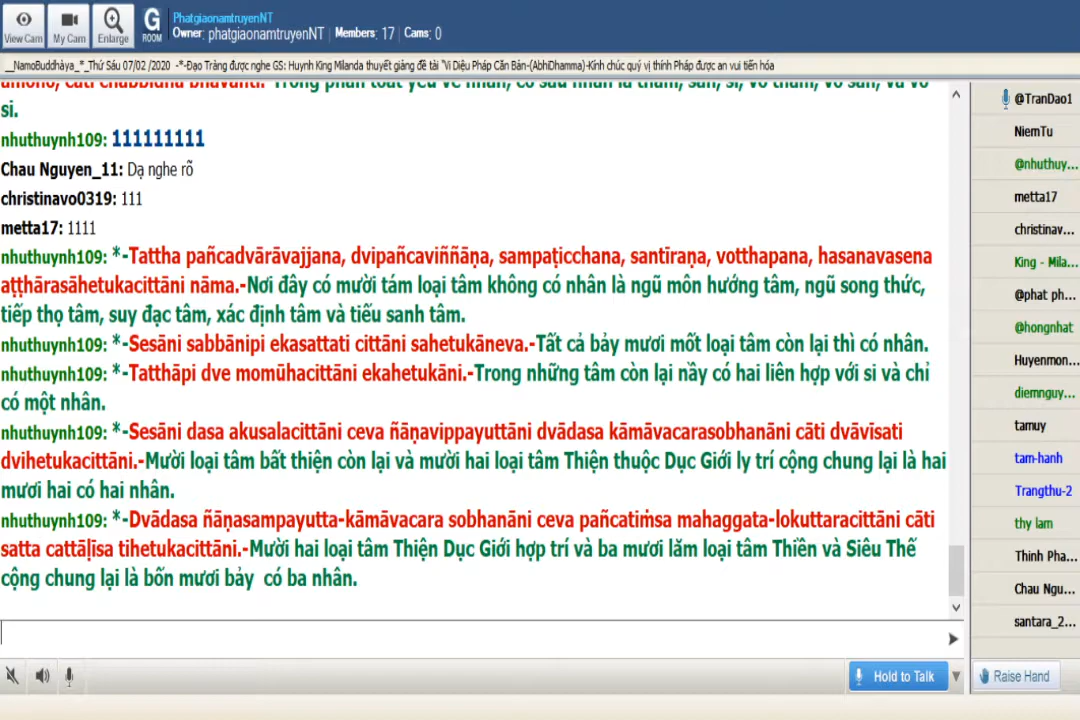 PhatgiaonamtruyenNT
Owner: phatgiaonamtruyenNT | Members: 17 | Cams: 0
View Cam My Cam Enlarge G ROOM
__NamoBuddhàya_*_Thứ Sáu 07/02 /2020 -*-Đạo Tràng được nghe GS: Huynh King Milanda thuyết giảng đề tài "Vi Diệu Pháp Căn Bản-(AbhiDhamma)-Kính chúc quý vị thính Pháp được an vui tiến hóa
si.
nhuthuynh109: 111111111
Chau Nguyen_11: Dạ nghe rõ
christinavo0319: 111
metta17: 1111
nhuthuynh109: *-Tattha pañcadvārāvajjana, dvipañcaviññāṇa, sampaṭicchana, santīraṇa, votthapana, hasanavasena
aṭṭhārasāhetukacittāni nāma.-Nơi đây có mười tám loại tâm không có nhân là ngũ môn hướng tâm, ngũ song thức,
tiếp thọ tâm, suy đạc tâm, xác định tâm và tiếu sanh tâm.
nhuthuynh109: *-Sesāni sabbānipi ekasattati cittāni sahetukāneva.-Tất cả bảy mươi mốt loại tâm còn lại thì có nhân.
nhuthuynh109: *-Tatthāpi dve momūhacittāni ekahetukāni.-Trong những tâm còn lại nầy có hai liên hợp với si và chỉ
có một nhân.
nhuthuynh109: *-Sesāni dasa akusalacittāni ceva ñāṇavippayuttāni dvādasa kāmāvacarasobhanāni cāti dvāvīsati
dvihetukacittāni.-Mười loại tâm bất thiện còn lại và mười hai loại tâm Thiện thuộc Dục Giới ly trí cộng chung lại là hai
mươi hai có hai nhân.
nhuthuynh109: *-Dvādasa ñāṇasampayutta-kāmāvacara sobhanāni ceva pañcatiṁsa mahaggata-lokuttaracittāni cāti
satta cattāḷīsa tihetukacittāni.-Mười hai loại tâm Thiện Dục Giới hợp trí và ba mươi lăm loại tâm Thiền và Siêu Thế
cộng chung lại là bốn mươi bảy có ba nhân.
@TranDao1
NiemTu
@nhuthuy...
metta17
christinav...
King - Mila...
@phat ph...
@hongnhat
Huyenmon...
diemnguy...
tamuy
tam-hanh
Trangthu-2
thy lam
Thinh Pha...
Chau Ngu...
santara_2...
Hold to Talk
Raise Hand